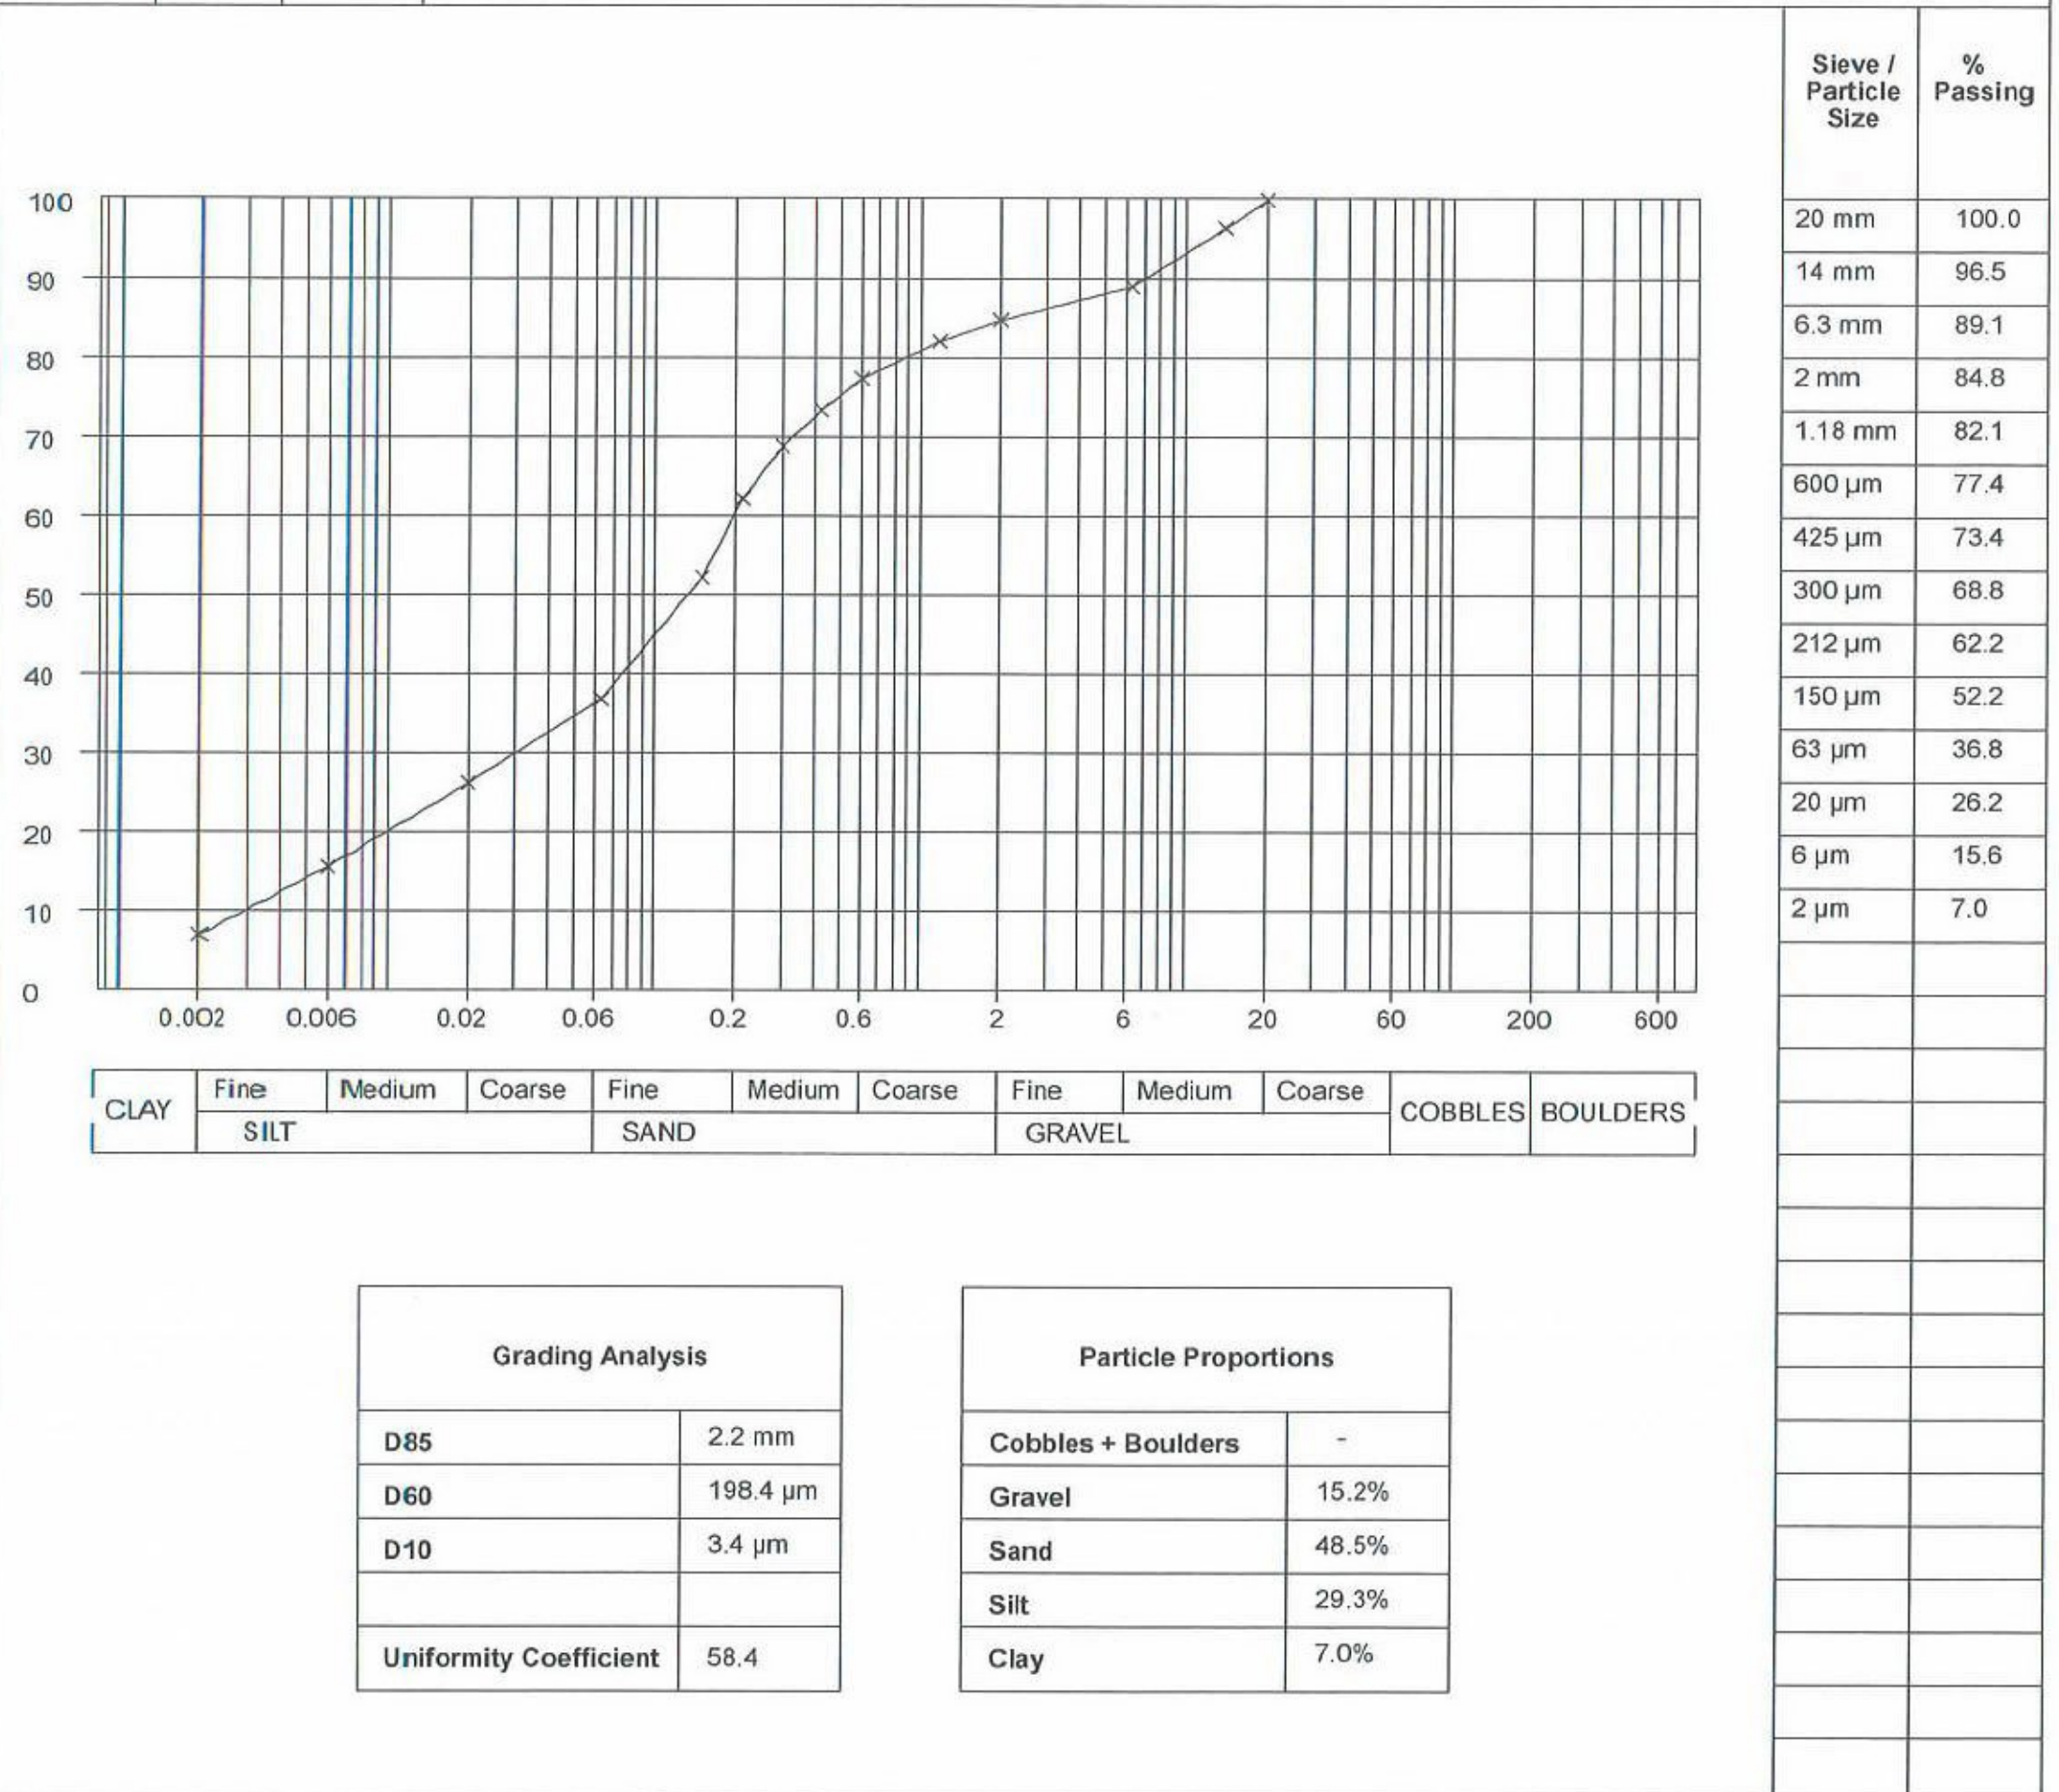 Sieve / Particle Size % Passing
20 mm 100.0
14 mm 96.5
6.3 mm 89.1
2 mm 84.8
1.18 mm 82.1
600 µm 77.4
425 µm 73.4
300 µm 68.8
212 µm 62.2
150 µm 52.2
63 µm 36.8
20 µm 26.2
6 µm 15.6
2 µm 7.0
100
90
80
70
60
50
40
30
20
10
0
0.002 0.006 0.02 0.06 0.2 0.6 2 6 20 60 200 600
CLAY Fine Medium Coarse Fine Medium Coarse Fine Medium Coarse COBBLES BOULDERS
SILT SAND GRAVEL
Grading Analysis
D85 2.2 mm
D60 198.4 µm
D10 3.4 µm
Uniformity Coefficient 58.4
Particle Proportions
Cobbles + Boulders -
Gravel 15.2%
Sand 48.5%
Silt 29.3%
Clay 7.0%